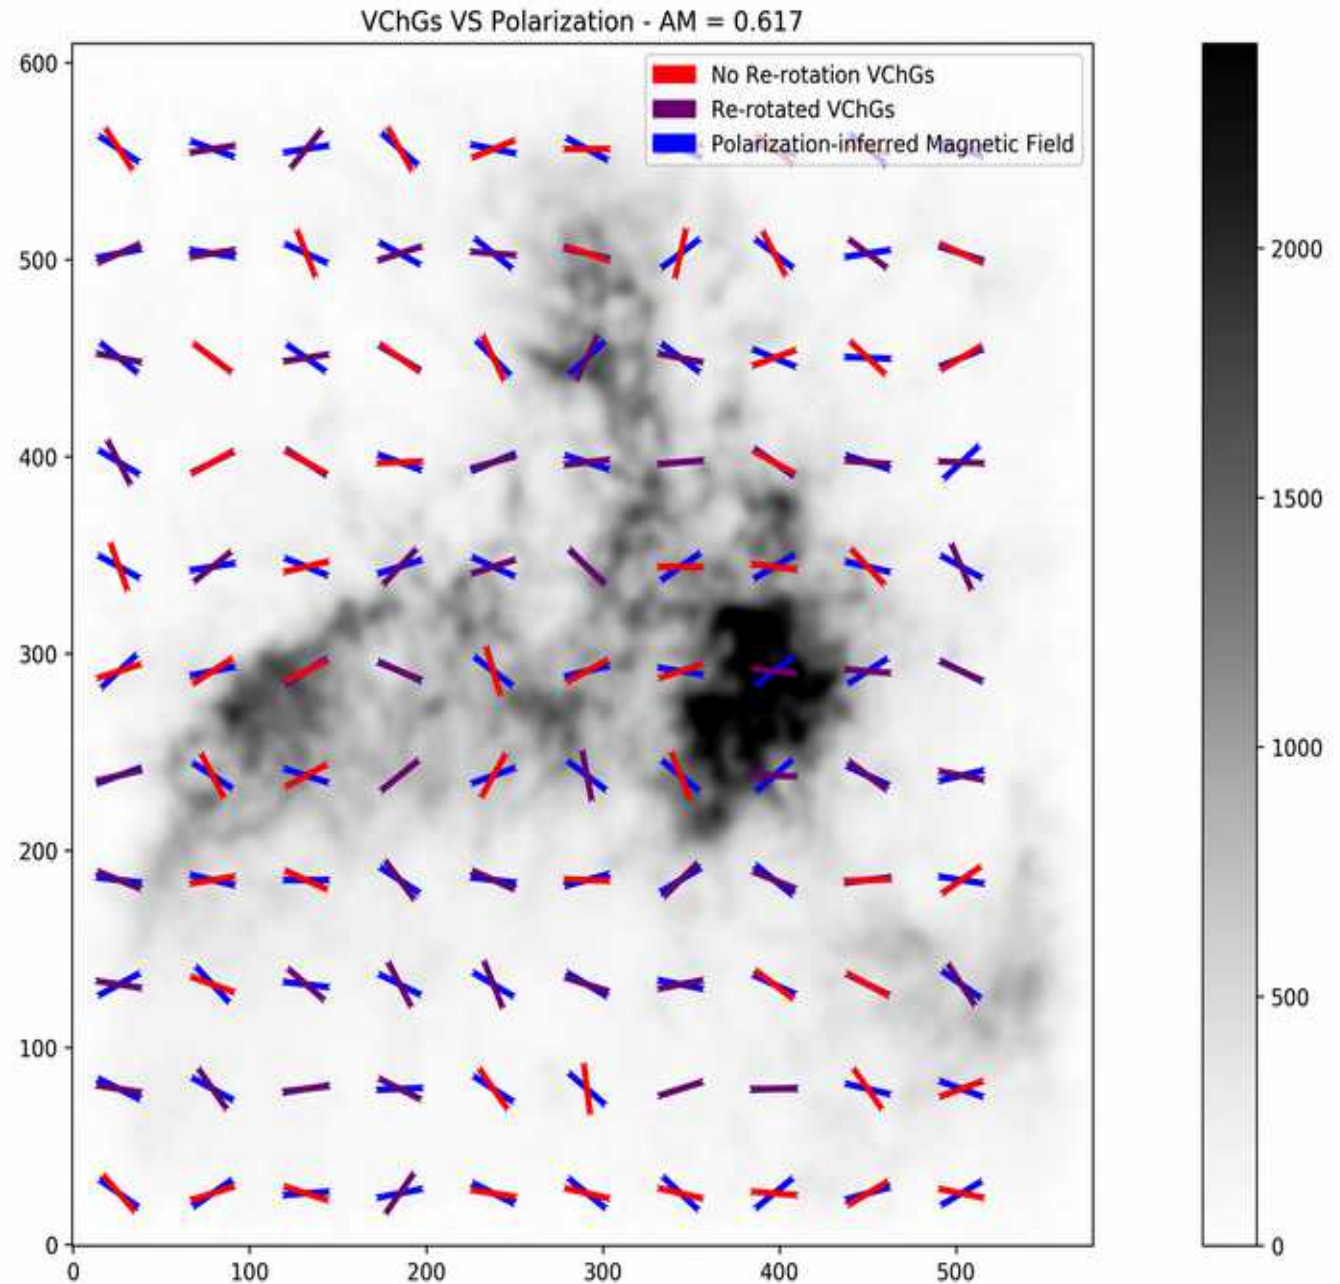 VChGs VS Polarization - AM = 0.617
No Re-rotation VChGs
Re-rotated VChGs
Polarization-inferred Magnetic Field
600
500
400
300
200
100
0
0 100 200 300 400 500
2000
1500
1000
500
0